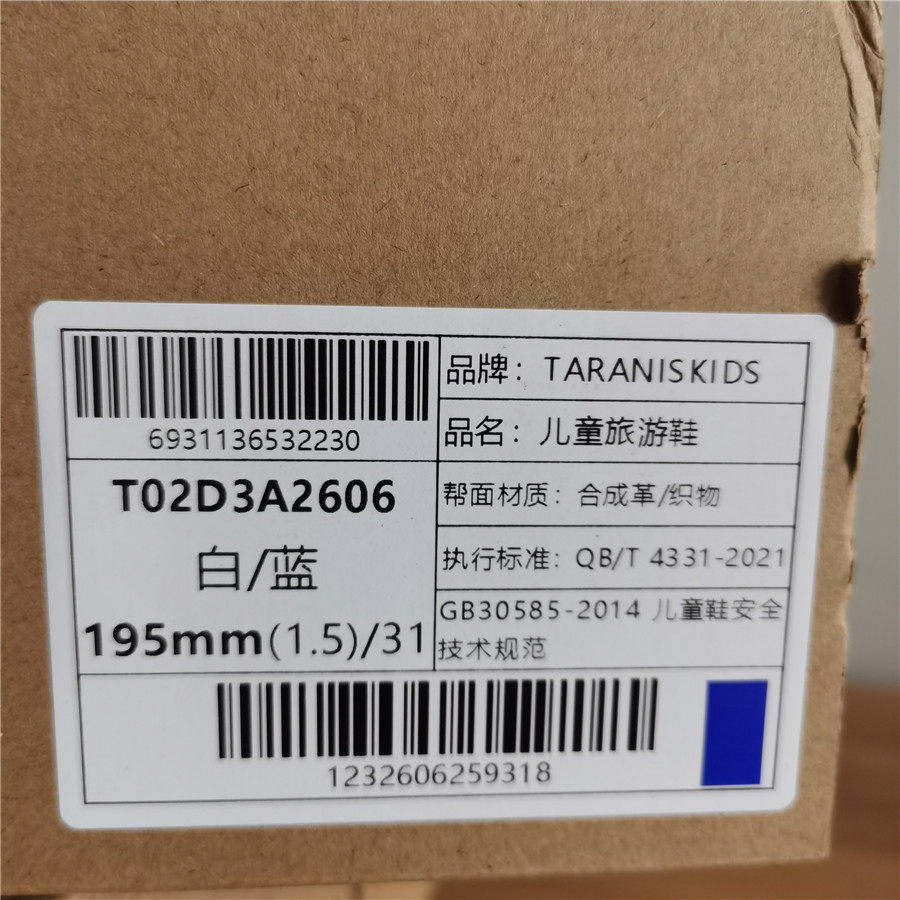 6931136532230
T02D3A2606
白/蓝
195mm(1.5)/31
品牌：TARANISKIDS
品名：儿童旅游鞋
帮面材质：合成革/织物
执行标准：QB/T 4331-2021
GB30585-2014 儿童鞋安全
技术规范
1232606259318